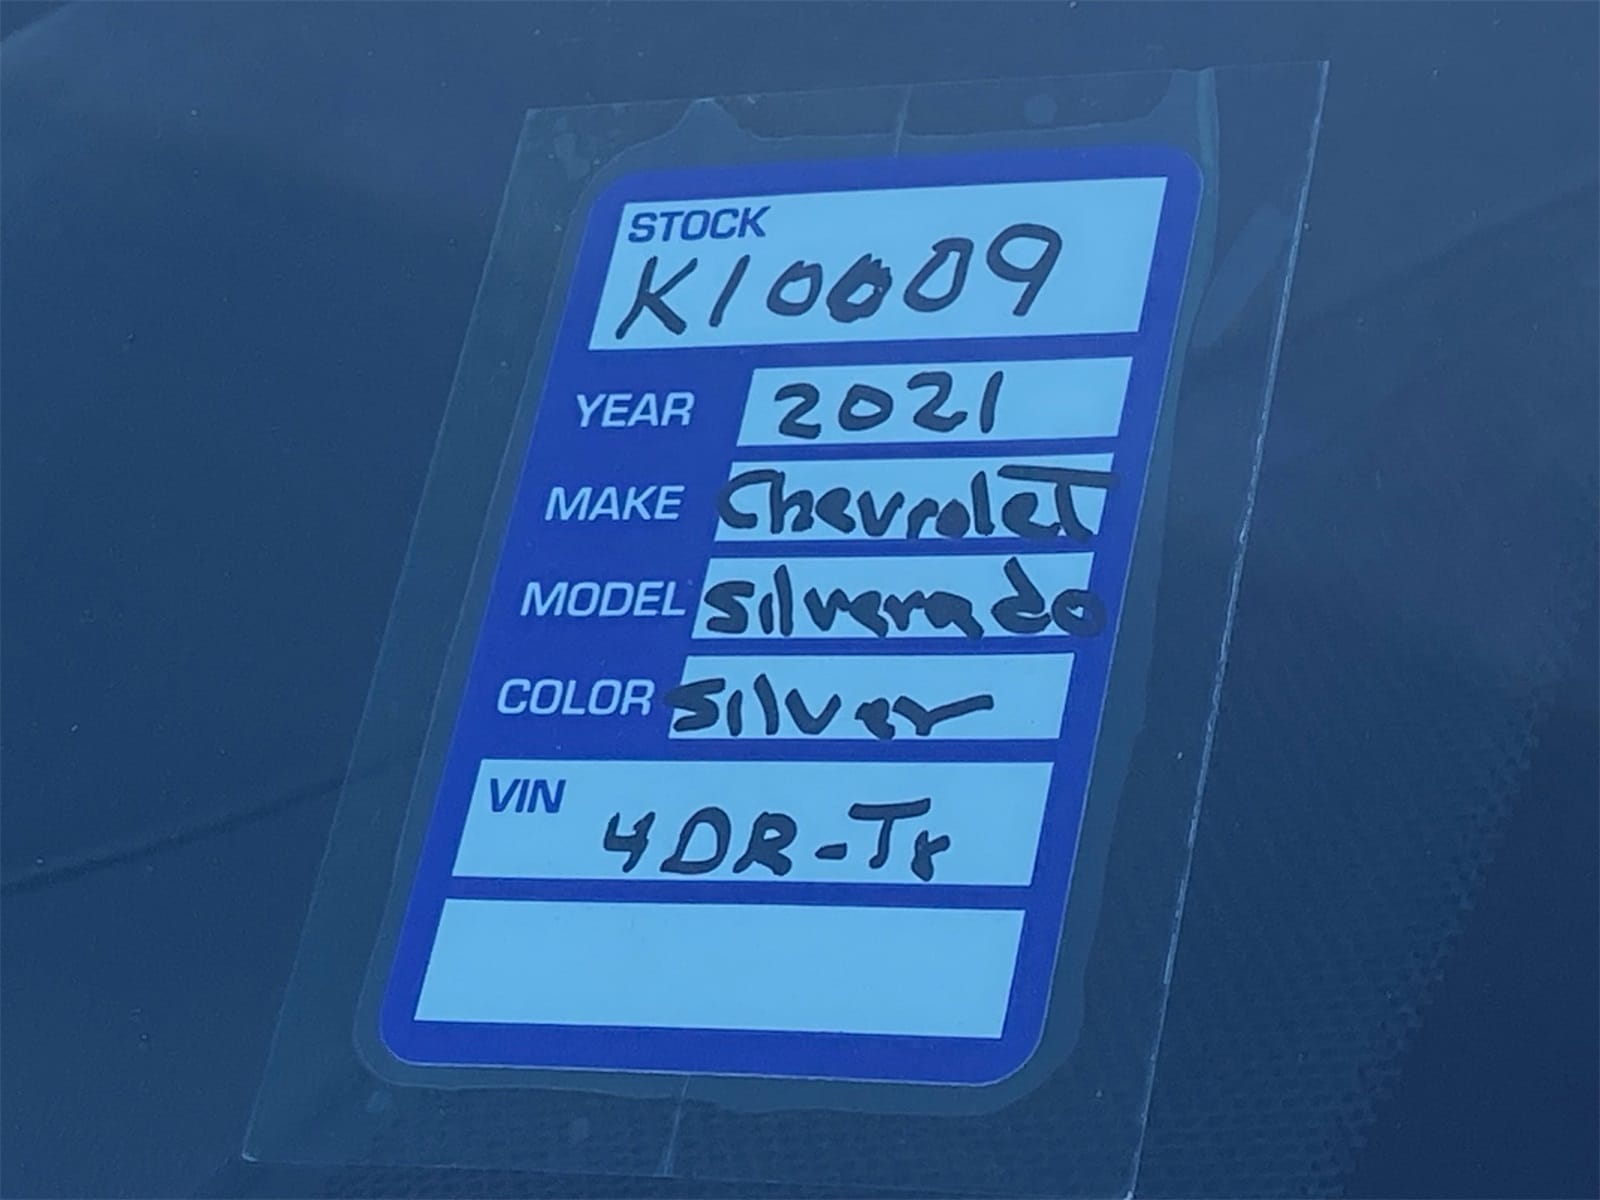 STOCK
K10009
YEAR 2021
MAKE Chevrolet
MODEL Silverado
COLOR Silver
VIN
4DR-Tr